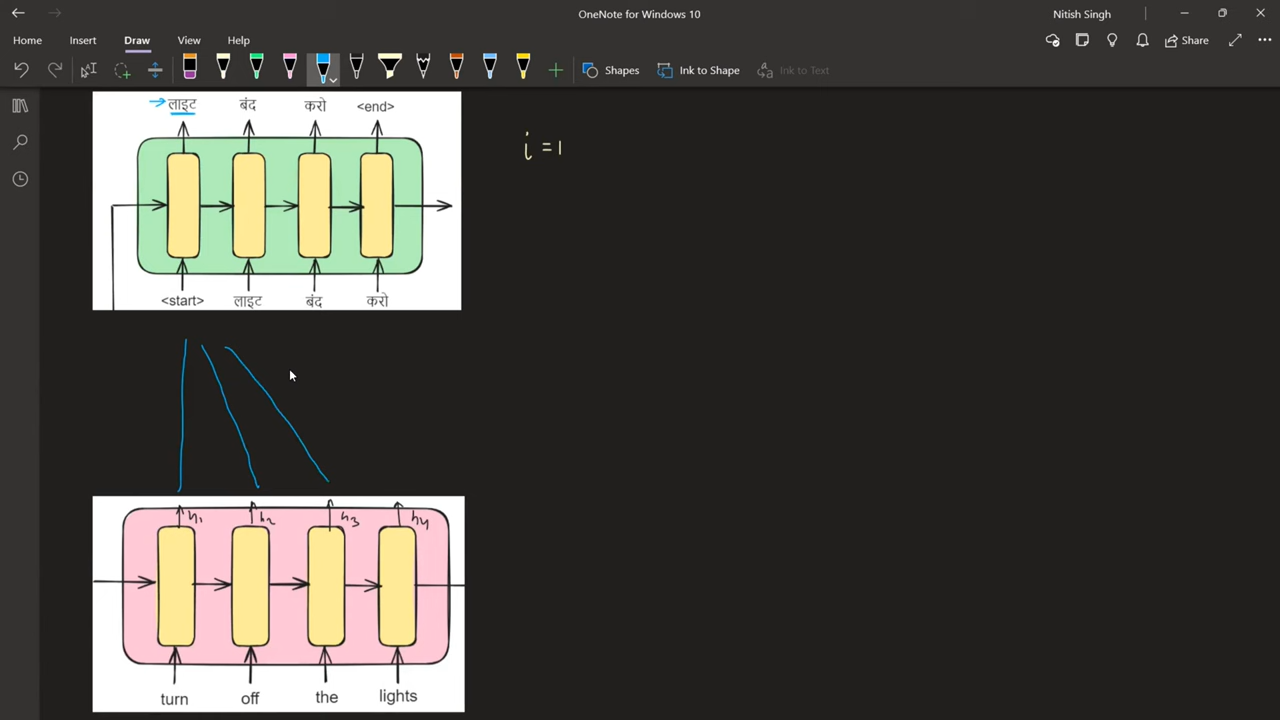 OneNote for Windows 10
Nitish Singh
Home Insert Draw View Help
Share
Shapes Ink to Shape Ink to Text
लाइट बंद करो <end>
i = 1
<start> लाइट बंद करो
h1 h2 h3 h4
turn off the lights